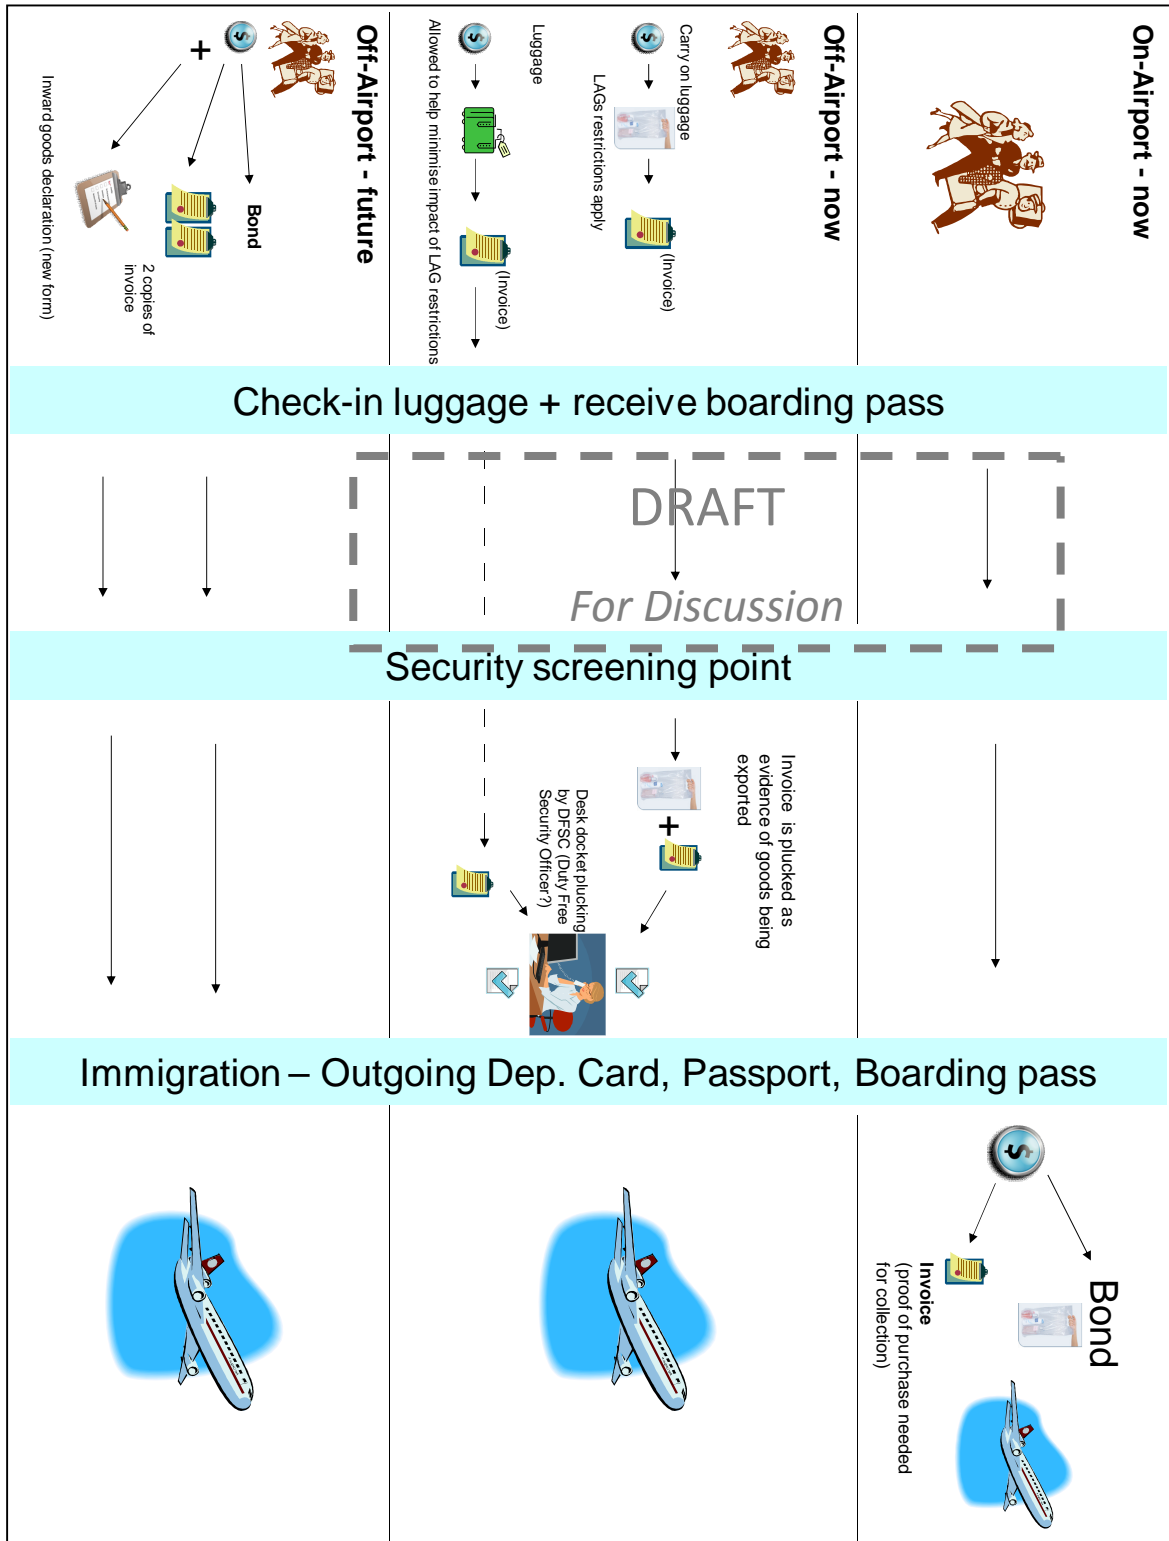 On-Airport - now
Off-Airport - now
Carry on luggage
LAGs restrictions apply
(Invoice)
Luggage
Allowed to help minimise impact of LAG restrictions
(Invoice)
Off-Airport - future
+
Bond
2 copies of
invoice
Inward goods declaration (new form)
Check-in luggage + receive boarding pass
DRAFT
For Discussion
Security screening point
Invoice is plucked as
evidence of goods being
exported
+
Desk docket plucking
by DFSC (Duty Free
Security Officer?)
Immigration – Outgoing Dep. Card, Passport, Boarding pass
$
Bond
Invoice
(proof of purchase needed
for collection)